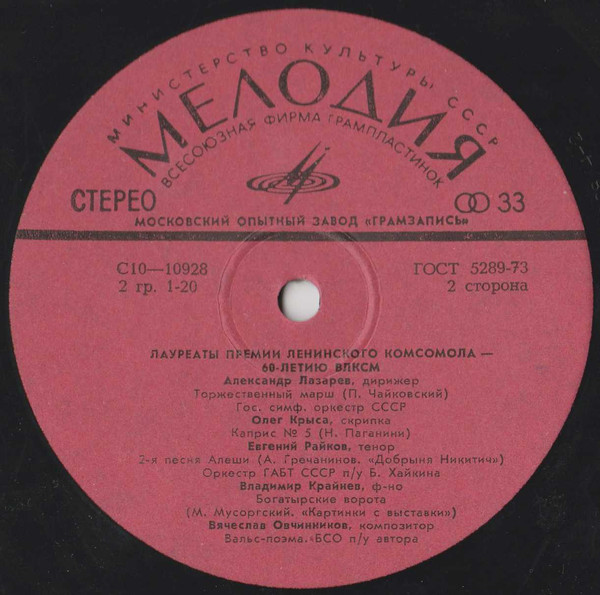 МИНИСТЕРСТВО КУЛЬТУРЫ СССР
МЕЛОДИЯ
ВСЕСОЮЗНАЯ ФИРМА ГРАМПЛАСТИНОК
СТЕРЕО
33
МОСКОВСКИЙ ОПЫТНЫЙ ЗАВОД «ГРАМЗАПИСЬ»
С10—10928
ГОСТ 5289-73
2 гр. 1-20
2 сторона
ЛАУРЕАТЫ ПРЕМИИ ЛЕНИНСКОГО КОМСОМОЛА —
60-ЛЕТИЮ ВЛКСМ
Александр Лазарев, дирижер
Торжественный марш (П. Чайковский)
Гос. симф. оркестр СССР
Олег Крыса, скрипка
Каприс № 5 (Н. Паганини)
Евгений Райков, тенор
2-я песня Алеши (А. Гречанинов. «Добрыня Никитич»)
Оркестр ГАБТ СССР п/у Б. Хайкина
Владимир Крайнев, ф-но
Богатырские ворота
(М. Мусоргский. «Картинки с выставки»)
Вячеслав Овчинников, композитор
Вальс-поэма. БСО п/у автора